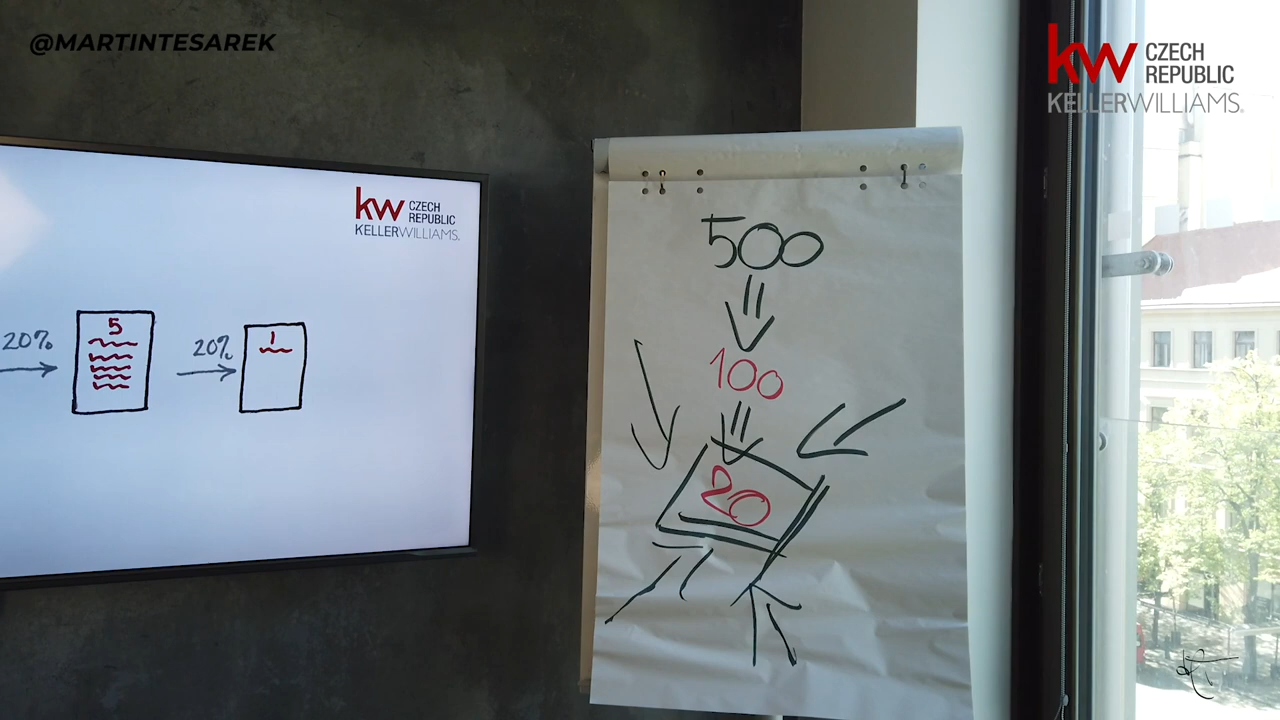 @MARTINTESAREK
kw CZECH REPUBLIC
KELLERWILLIAMS.
kw CZECH REPUBLIC
KELLERWILLIAMS.
20%
5
20%
1
500
100
20